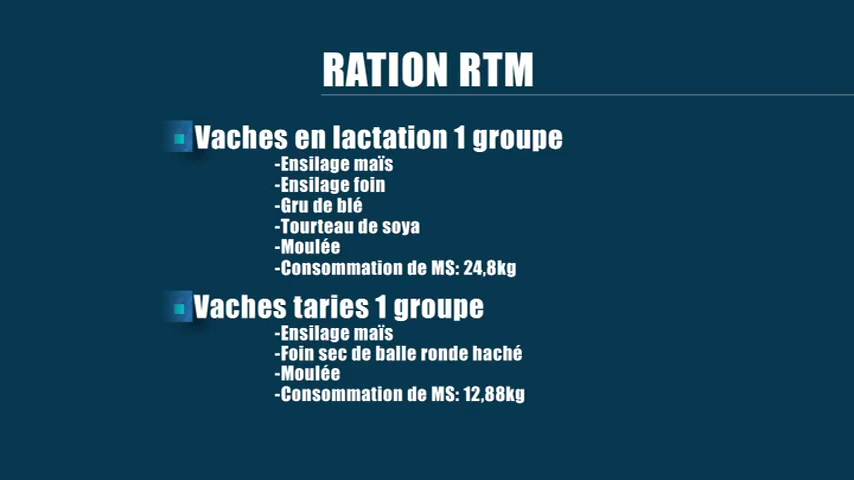 RATION RTM
Vaches en lactation 1 groupe
-Ensilage maïs
-Ensilage foin
-Gru de blé
-Tourteau de soya
-Moulée
-Consommation de MS: 24,8kg
Vaches taries 1 groupe
-Ensilage maïs
-Foin sec de balle ronde haché
-Moulée
-Consommation de MS: 12,88kg